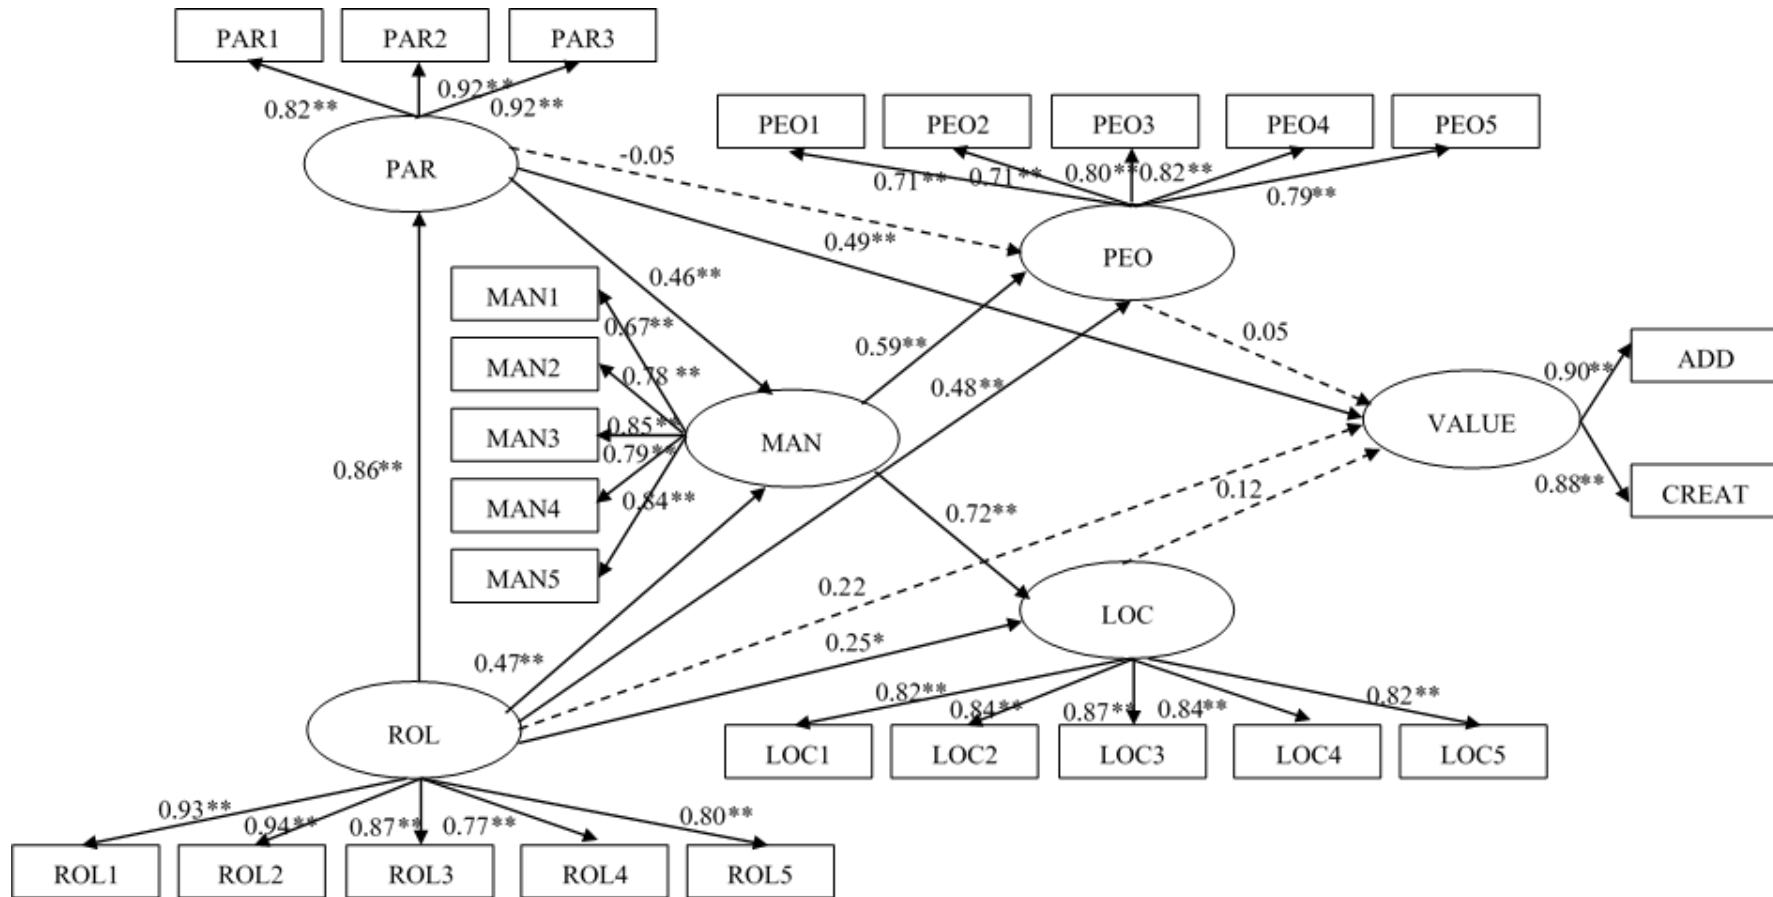 PAR1
PAR2
PAR3
0.82**
0.92**
0.92**
PAR
PEO1
PEO2
PEO3
PEO4
PEO5
0.71**
0.71**
0.80**
0.82**
0.79**
-0.05
PEO
0.49**
0.46**
MAN1
MAN2
MAN3
MAN4
MAN5
0.67**
0.78 **
0.85**
0.79**
0.84**
MAN
0.59**
0.48**
0.05
0.90**
ADD
VALUE
0.88**
CREAT
0.86**
0.72**
0.12
0.22
0.47**
0.25*
LOC
0.82**
0.84**
0.87**
0.84**
0.82**
LOC1
LOC2
LOC3
LOC4
LOC5
ROL
0.93**
0.94**
0.87**
0.77**
0.80**
ROL1
ROL2
ROL3
ROL4
ROL5